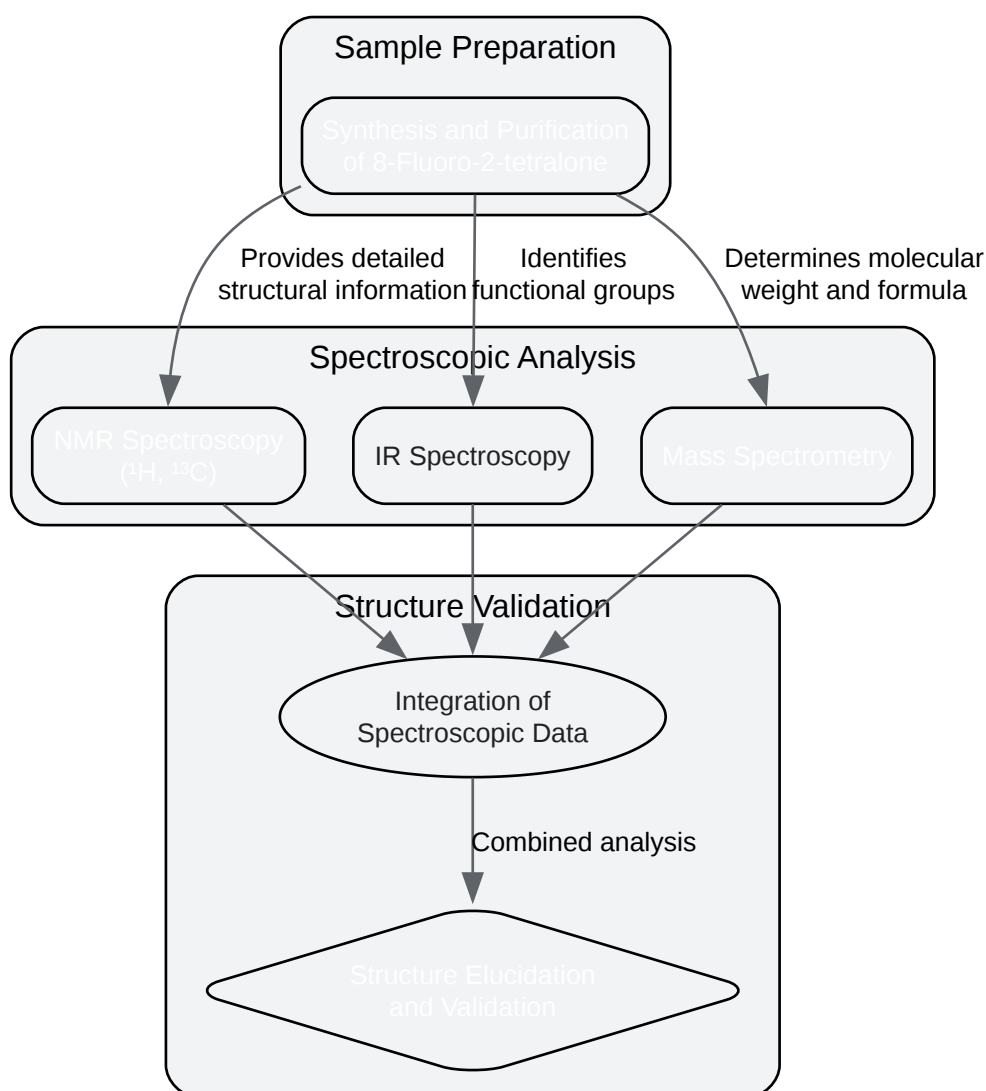 Sample Preparation
Synthesis and Purification
of 8-Fluoro-2-tetralone
Provides detailed
structural information
Identifies
functional groups
Determines molecular
weight and formula
Spectroscopic Analysis
NMR Spectroscopy
(¹H, ¹³C)
IR Spectroscopy
Mass Spectrometry
Structure Validation
Integration of
Spectroscopic Data
Combined analysis
Structure Elucidation
and Validation